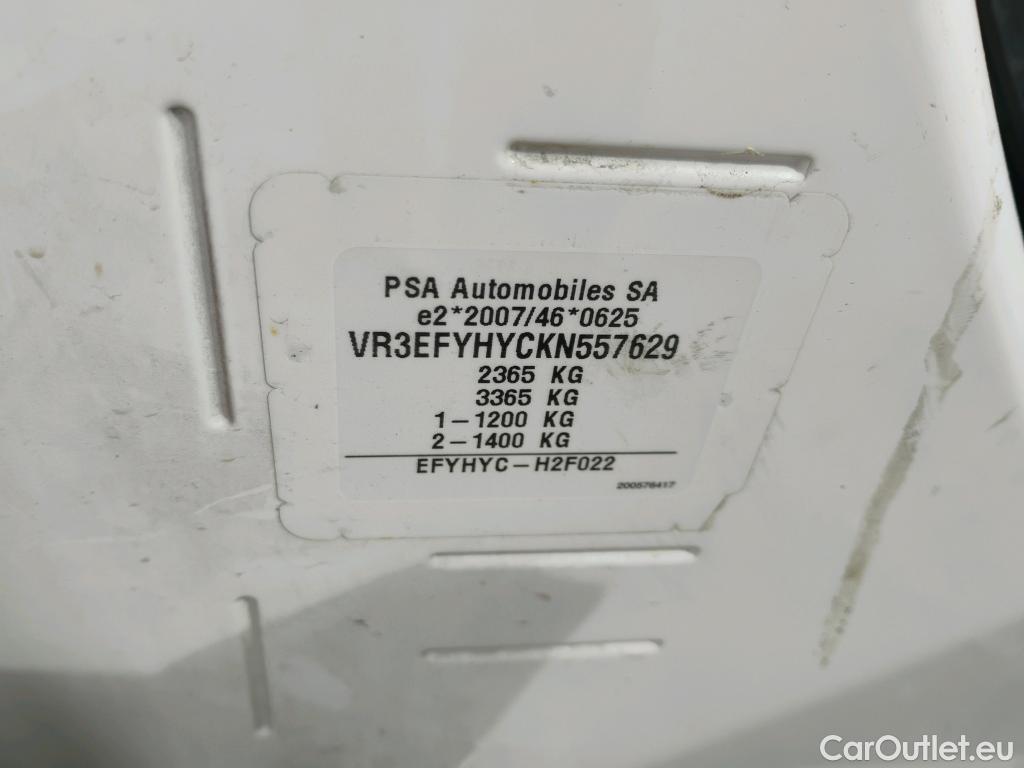 PSA Automobiles SA
e2*2007/46*0625
VR3EFYHYCKN557629
2365 KG
3365 KG
1-1200 KG
2-1400 KG
EFYHYC-H2F022
200576417
CarOutlet.eu